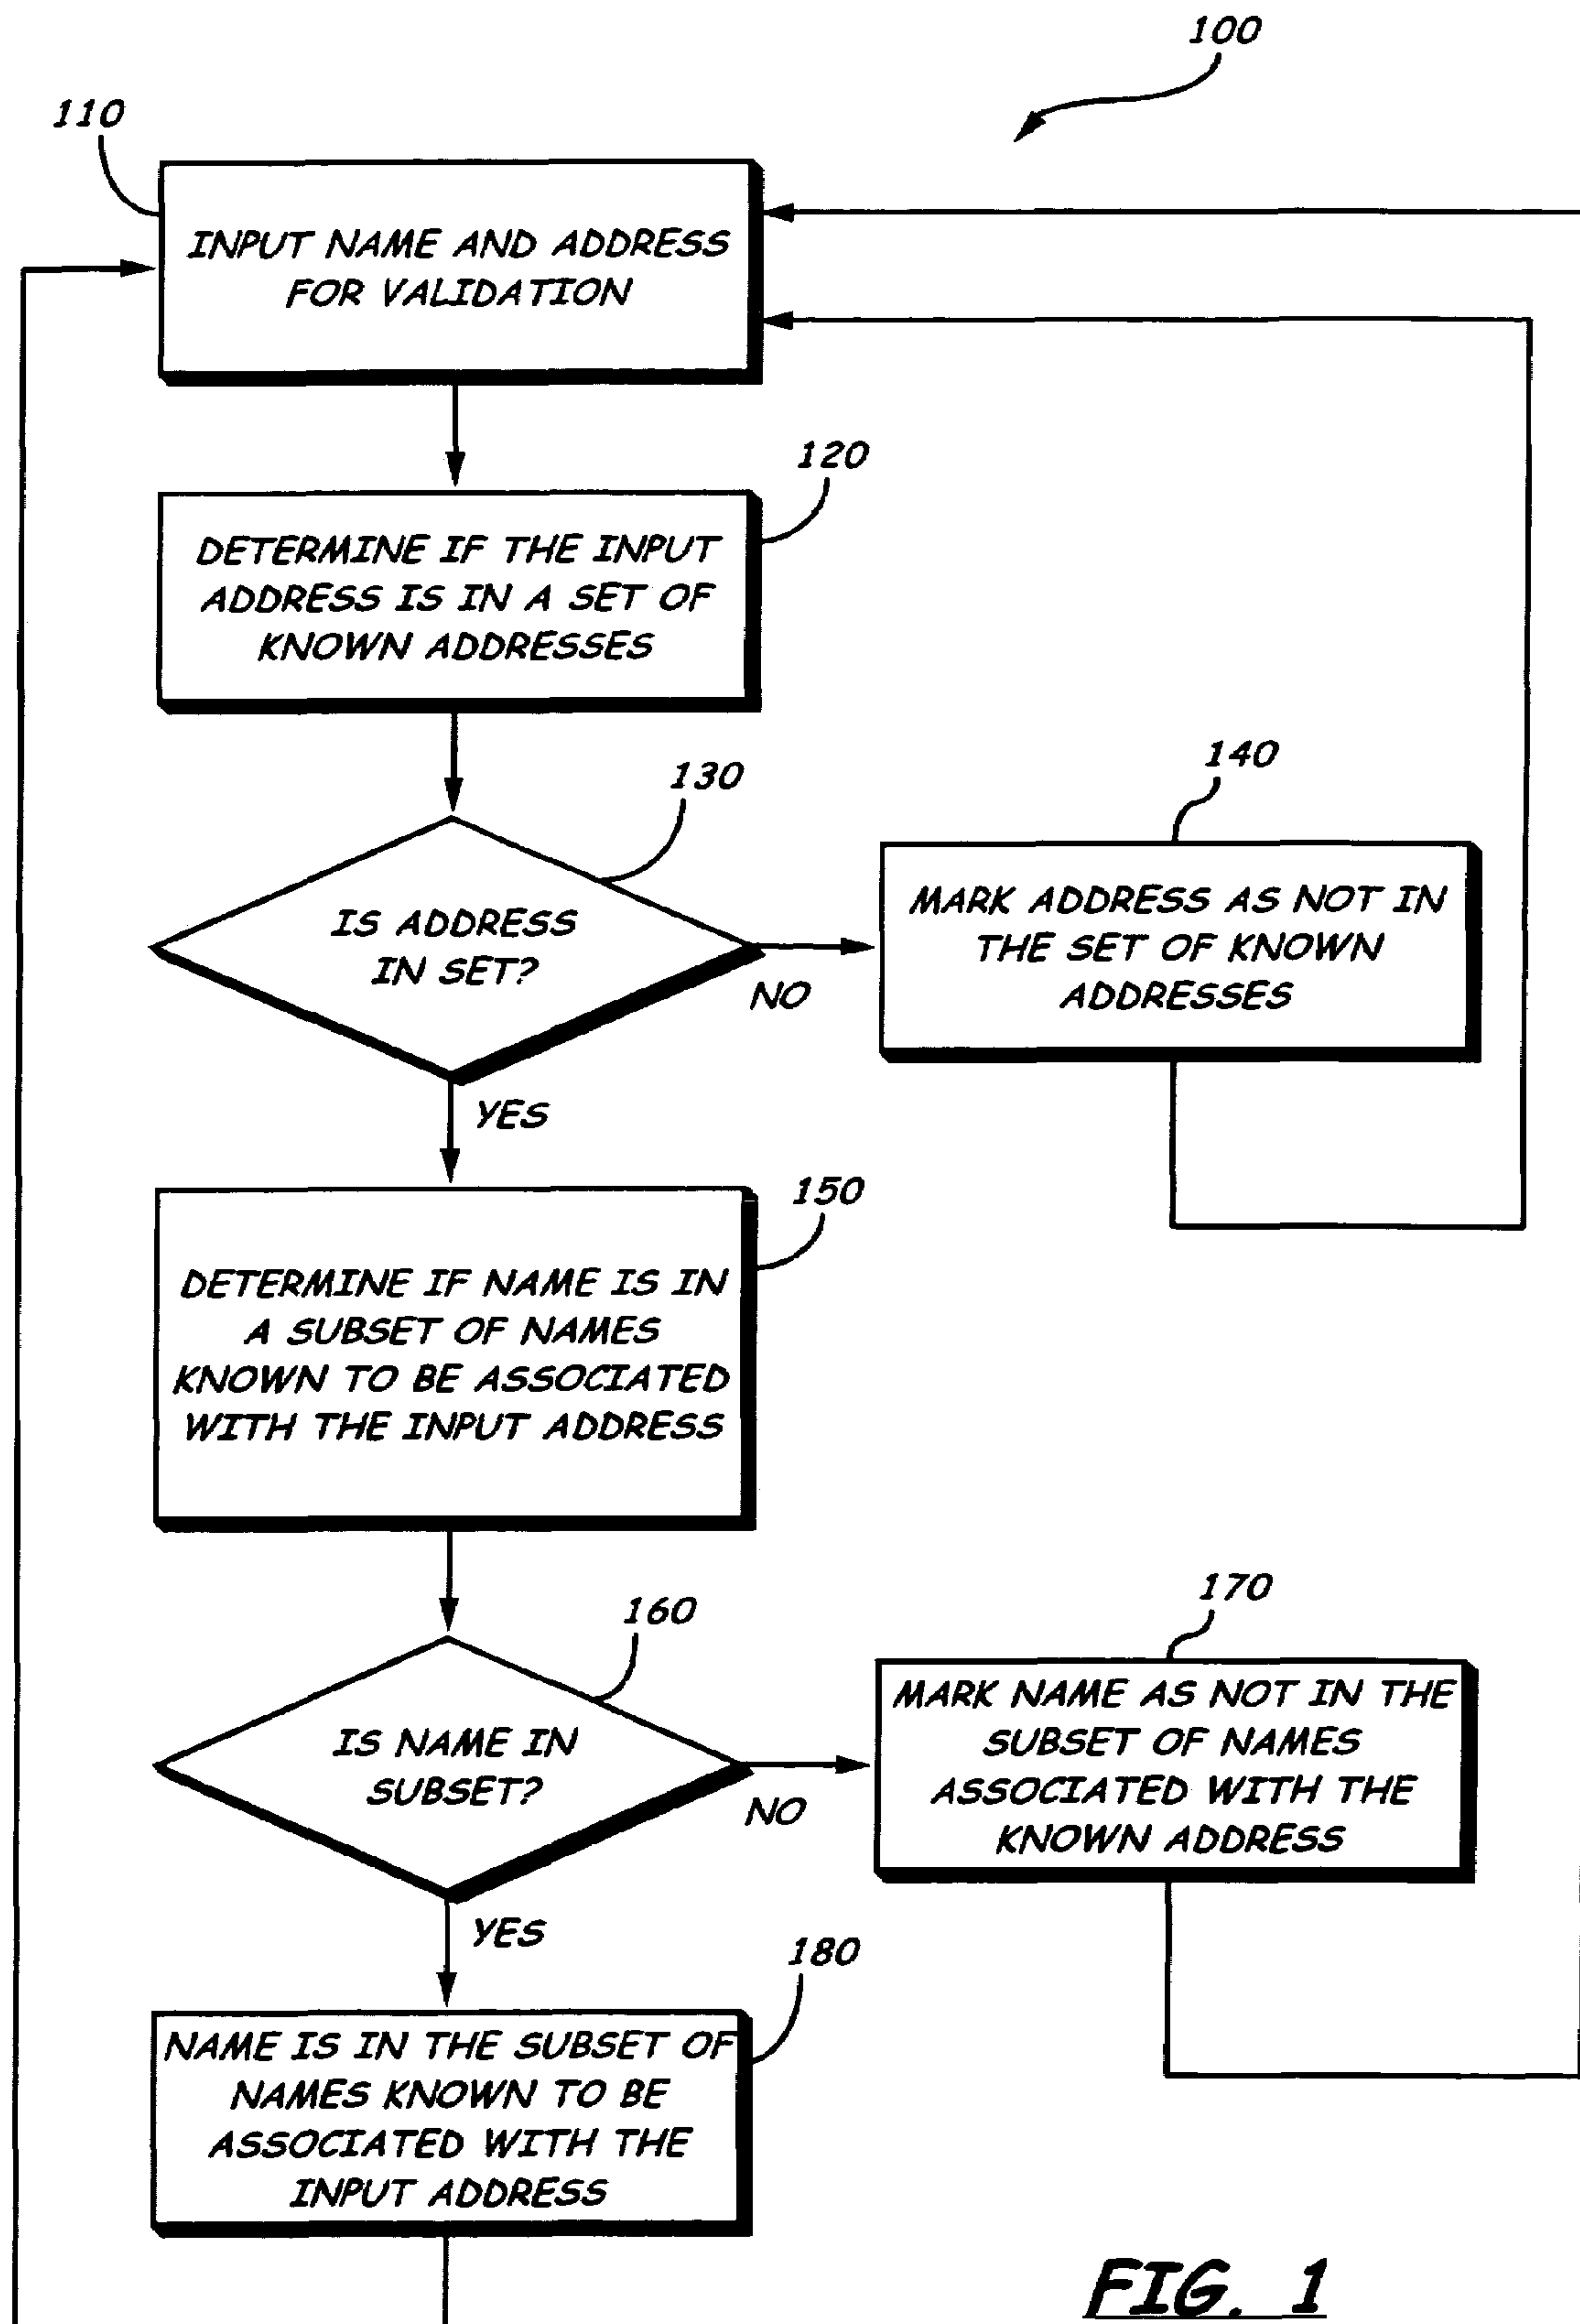 100
110
INPUT NAME AND ADDRESS
FOR VALIDATION
120
DETERMINE IF THE INPUT
ADDRESS IS IN A SET OF
KNOWN ADDRESSES
130
IS ADDRESS
IN SET?
NO
140
MARK ADDRESS AS NOT IN
THE SET OF KNOWN
ADDRESSES
YES
150
DETERMINE IF NAME IS IN
A SUBSET OF NAMES
KNOWN TO BE ASSOCIATED
WITH THE INPUT ADDRESS
160
IS NAME IN
SUBSET?
NO
170
MARK NAME AS NOT IN THE
SUBSET OF NAMES
ASSOCIATED WITH THE
KNOWN ADDRESS
YES
180
NAME IS IN THE SUBSET OF
NAMES KNOWN TO BE
ASSOCIATED WITH THE
INPUT ADDRESS
FIG. 1